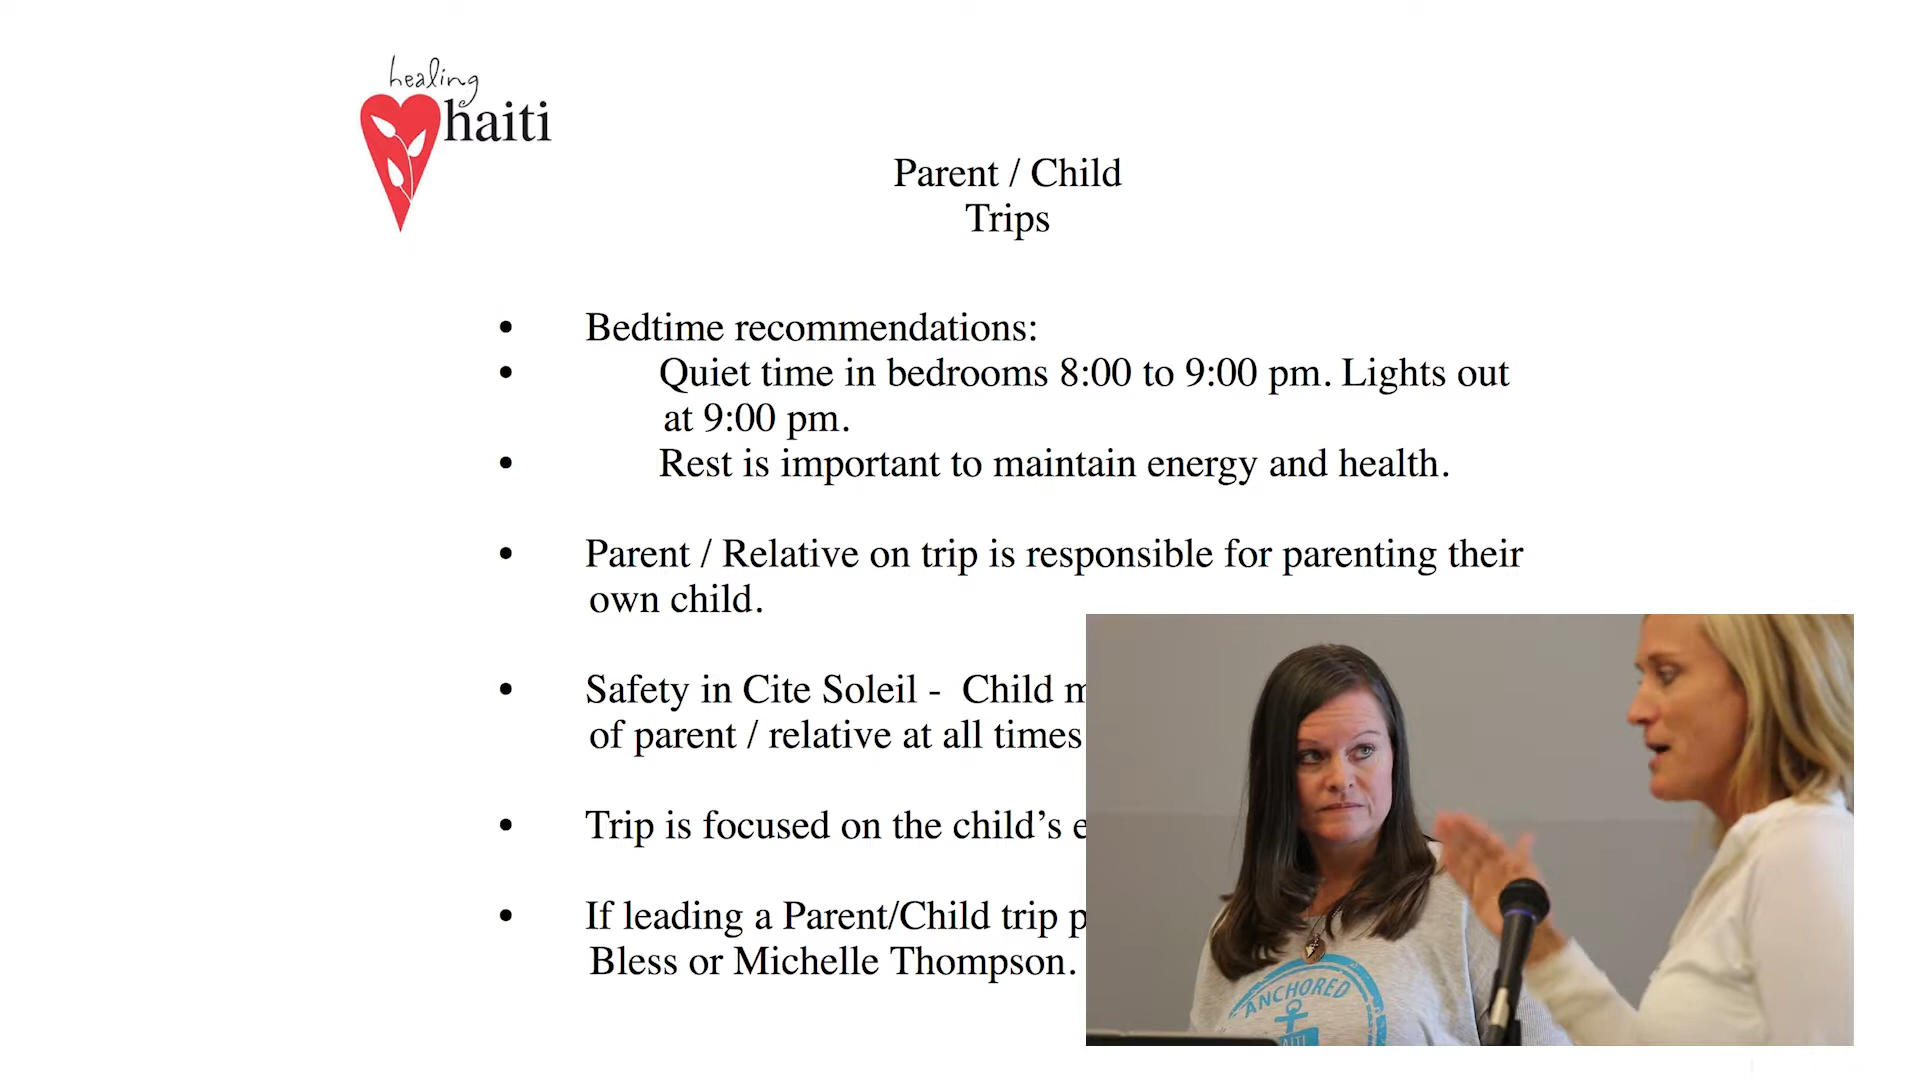 healing
haiti
Parent / Child
Trips
• Bedtime recommendations:
• Quiet time in bedrooms 8:00 to 9:00 pm. Lights out
at 9:00 pm.
• Rest is important to maintain energy and health.
• Parent / Relative on trip is responsible for parenting their
own child.
• Safety in Cite Soleil - Child
of parent / relative at all times
• Trip is focused on the child’s
• If leading a Parent/Child trip
Bless or Michelle Thompson.
ANCHORED